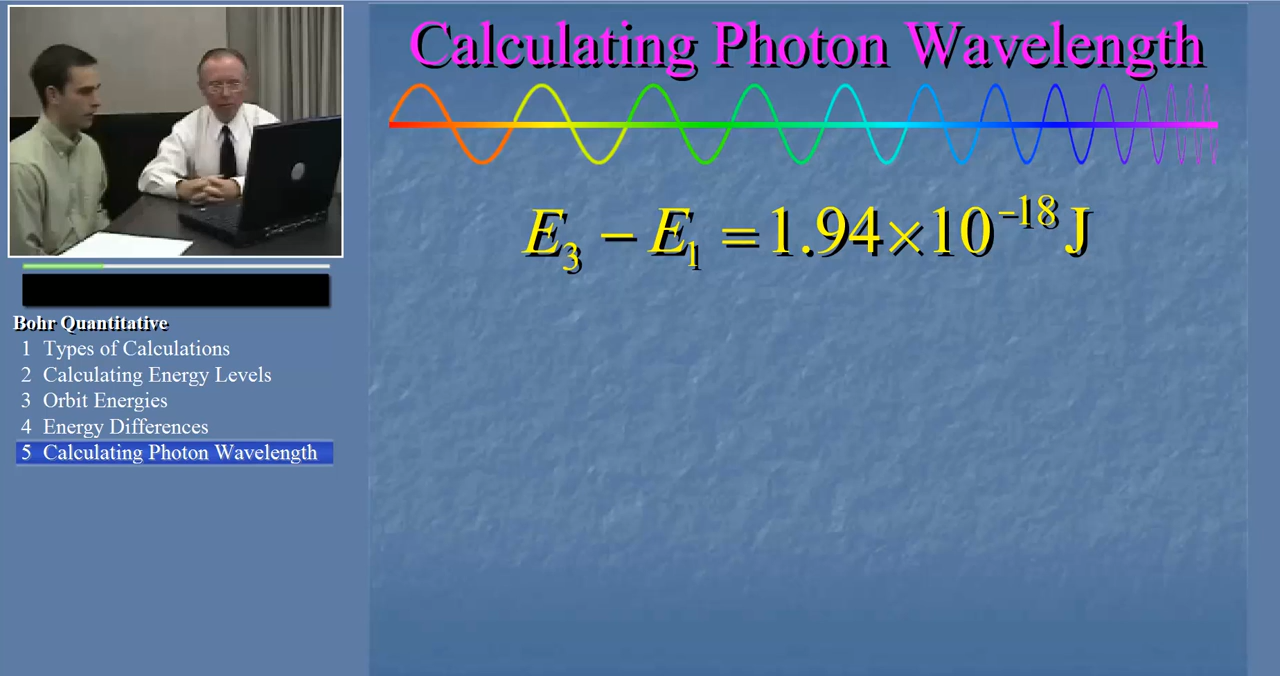 Calculating Photon Wavelength
E₃ − E₁ = 1.94×10⁻¹⁸ J
Bohr Quantitative
1 Types of Calculations
2 Calculating Energy Levels
3 Orbit Energies
4 Energy Differences
5 Calculating Photon Wavelength